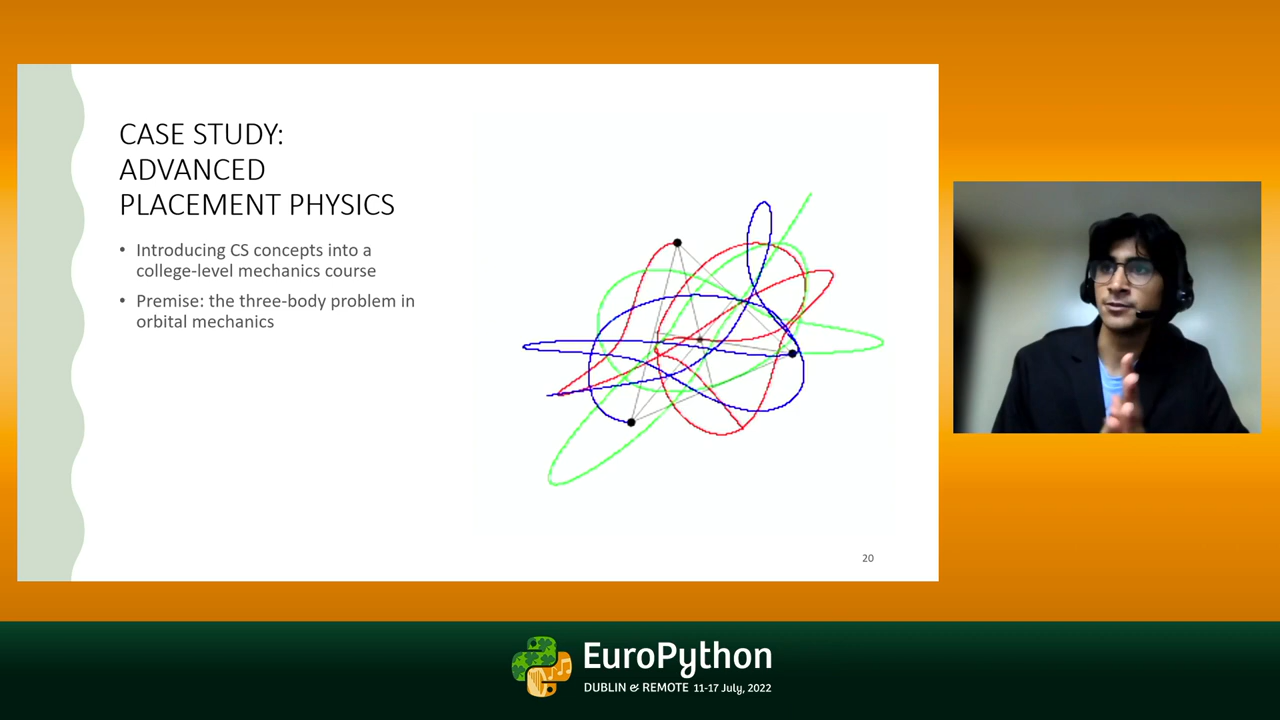 CASE STUDY:
ADVANCED
PLACEMENT PHYSICS
• Introducing CS concepts into a
college-level mechanics course
• Premise: the three-body problem in
orbital mechanics
20
EuroPython
DUBLIN & REMOTE 11-17 July, 2022